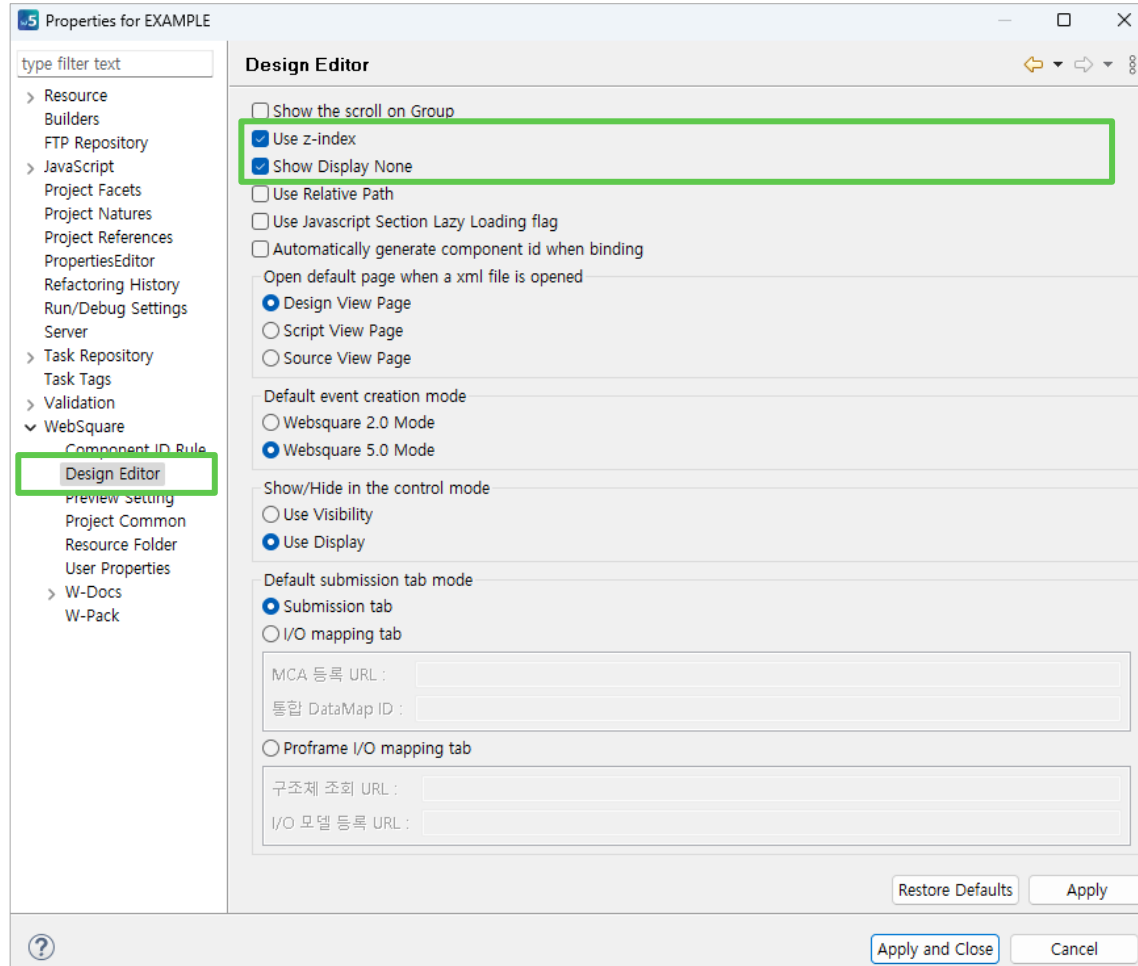 w5 Properties for EXAMPLE
type filter text
Resource
Builders
FTP Repository
JavaScript
Project Facets
Project Natures
Project References
PropertiesEditor
Refactoring History
Run/Debug Settings
Server
Task Repository
Task Tags
Validation
WebSquare
Component ID Rule
Design Editor
Preview Setting
Project Common
Resource Folder
User Properties
W-Docs
W-Pack
Design Editor
Show the scroll on Group
Use z-index
Show Display None
Use Relative Path
Use Javascript Section Lazy Loading flag
Automatically generate component id when binding
Open default page when a xml file is opened
Design View Page
Script View Page
Source View Page
Default event creation mode
Websquare 2.0 Mode
Websquare 5.0 Mode
Show/Hide in the control mode
Use Visibility
Use Display
Default submission tab mode
Submission tab
I/O mapping tab
MCA 등록 URL :
통합 DataMap ID :
Proframe I/O mapping tab
구조체 조회 URL :
I/O 모델 등록 URL :
Restore Defaults Apply
? Apply and Close Cancel